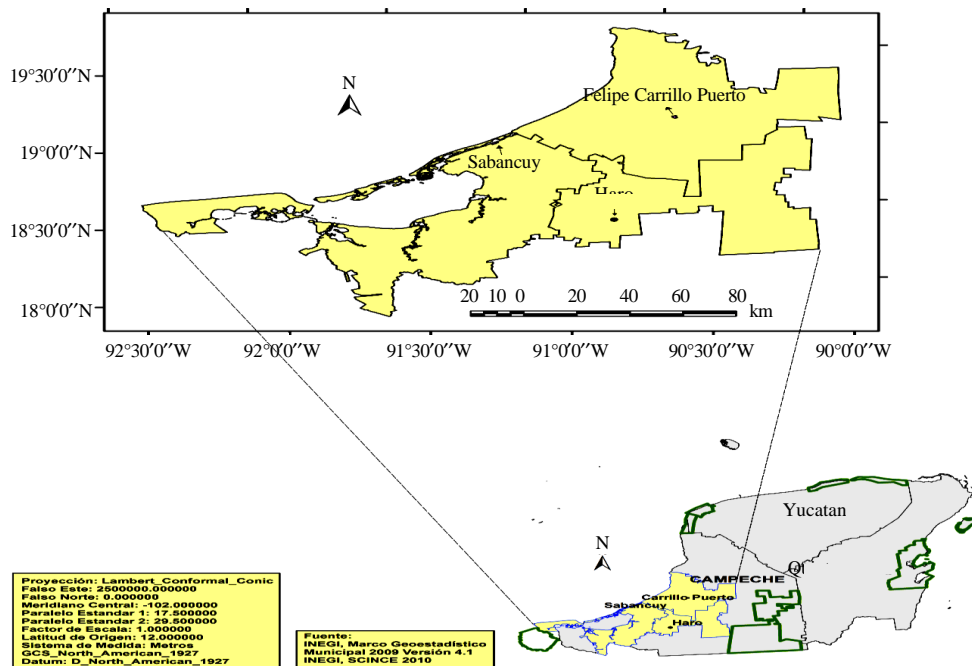 19°30′0″N
19°0′0″N
18°30′0″N
18°0′0″N
N
Felipe Carrillo Puerto
Sabancuy
Haro
20 10 0 20 40 60 80
km
92°30′0″W 92°0′0″W 91°30′0″W 91°0′0″W 90°30′0″W 90°0′0″W
Yucatan
N
CAMPECHE
Carrillo Puerto
Sabancuy
Haro
Proyección: Lambert_Conformal_Conic
Falso Este: 2500000.000000
Falso Norte: 0.000000
Meridiano Central: -102.000000
Paralelo Estandar 1: 17.500000
Paralelo Estandar 2: 29.500000
Factor de Escala: 1.000000
Latitud de Origen: 12.000000
Sistema de Medida: Metros
GCS_North_American_1927
Datum: D_North_American_1927
Fuente:
INEGI, Marco Geoestadístico
Municipal 2009 Versión 4.1
INEGI, SCINCE 2010